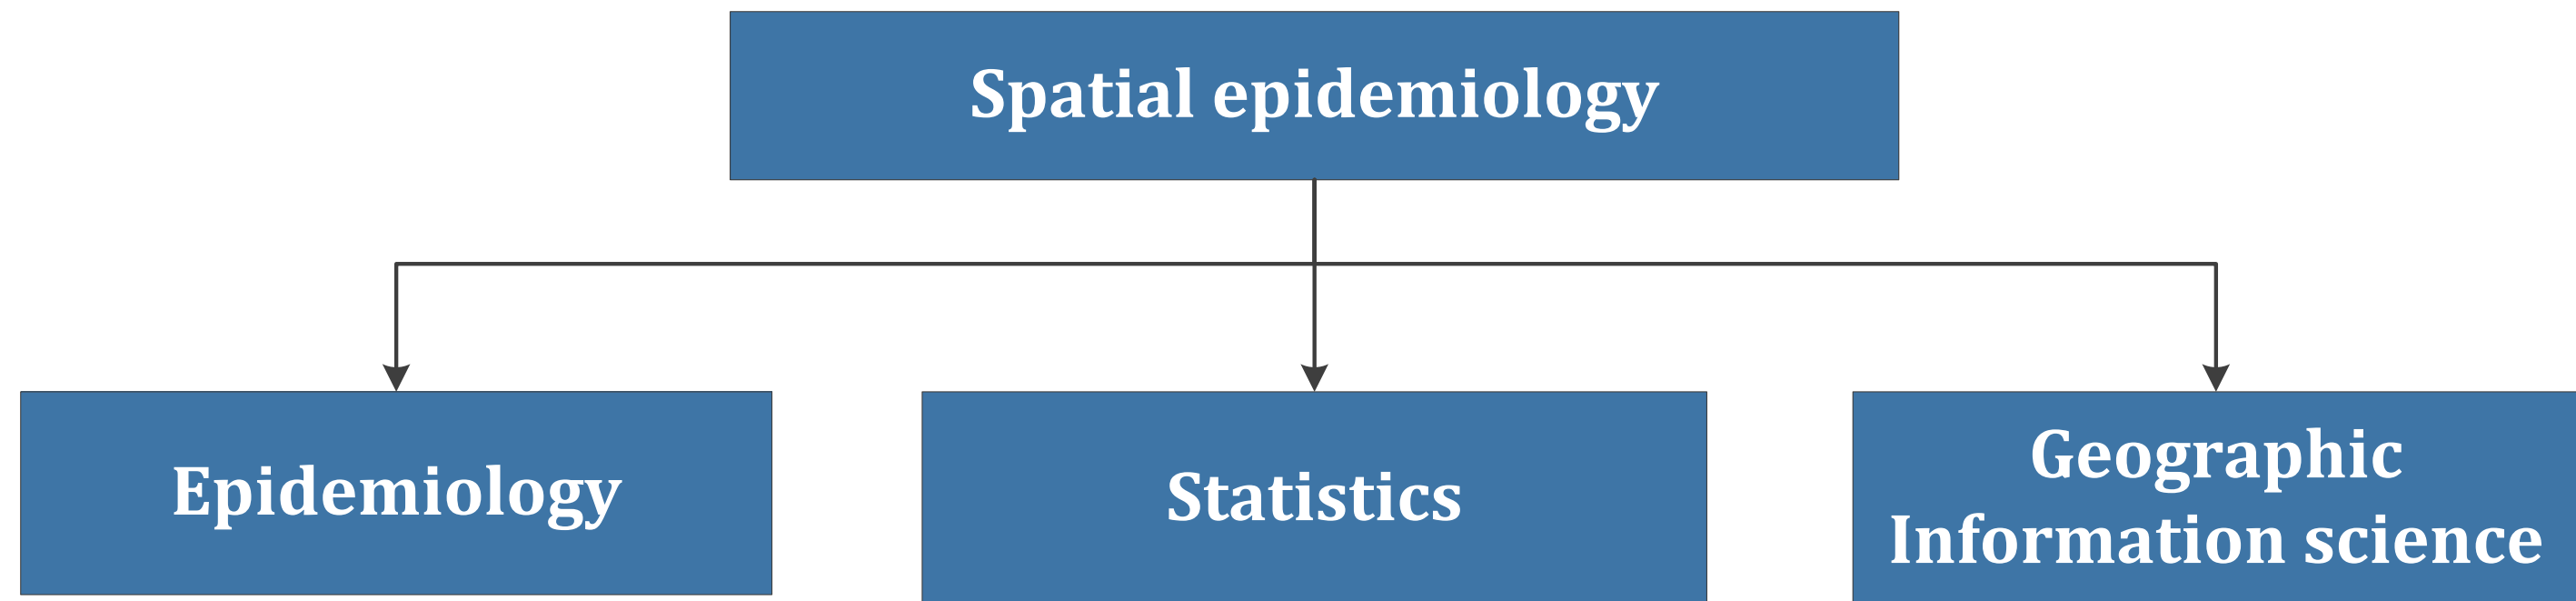 Spatial epidemiology
Epidemiology
Statistics
Geographic
Information science